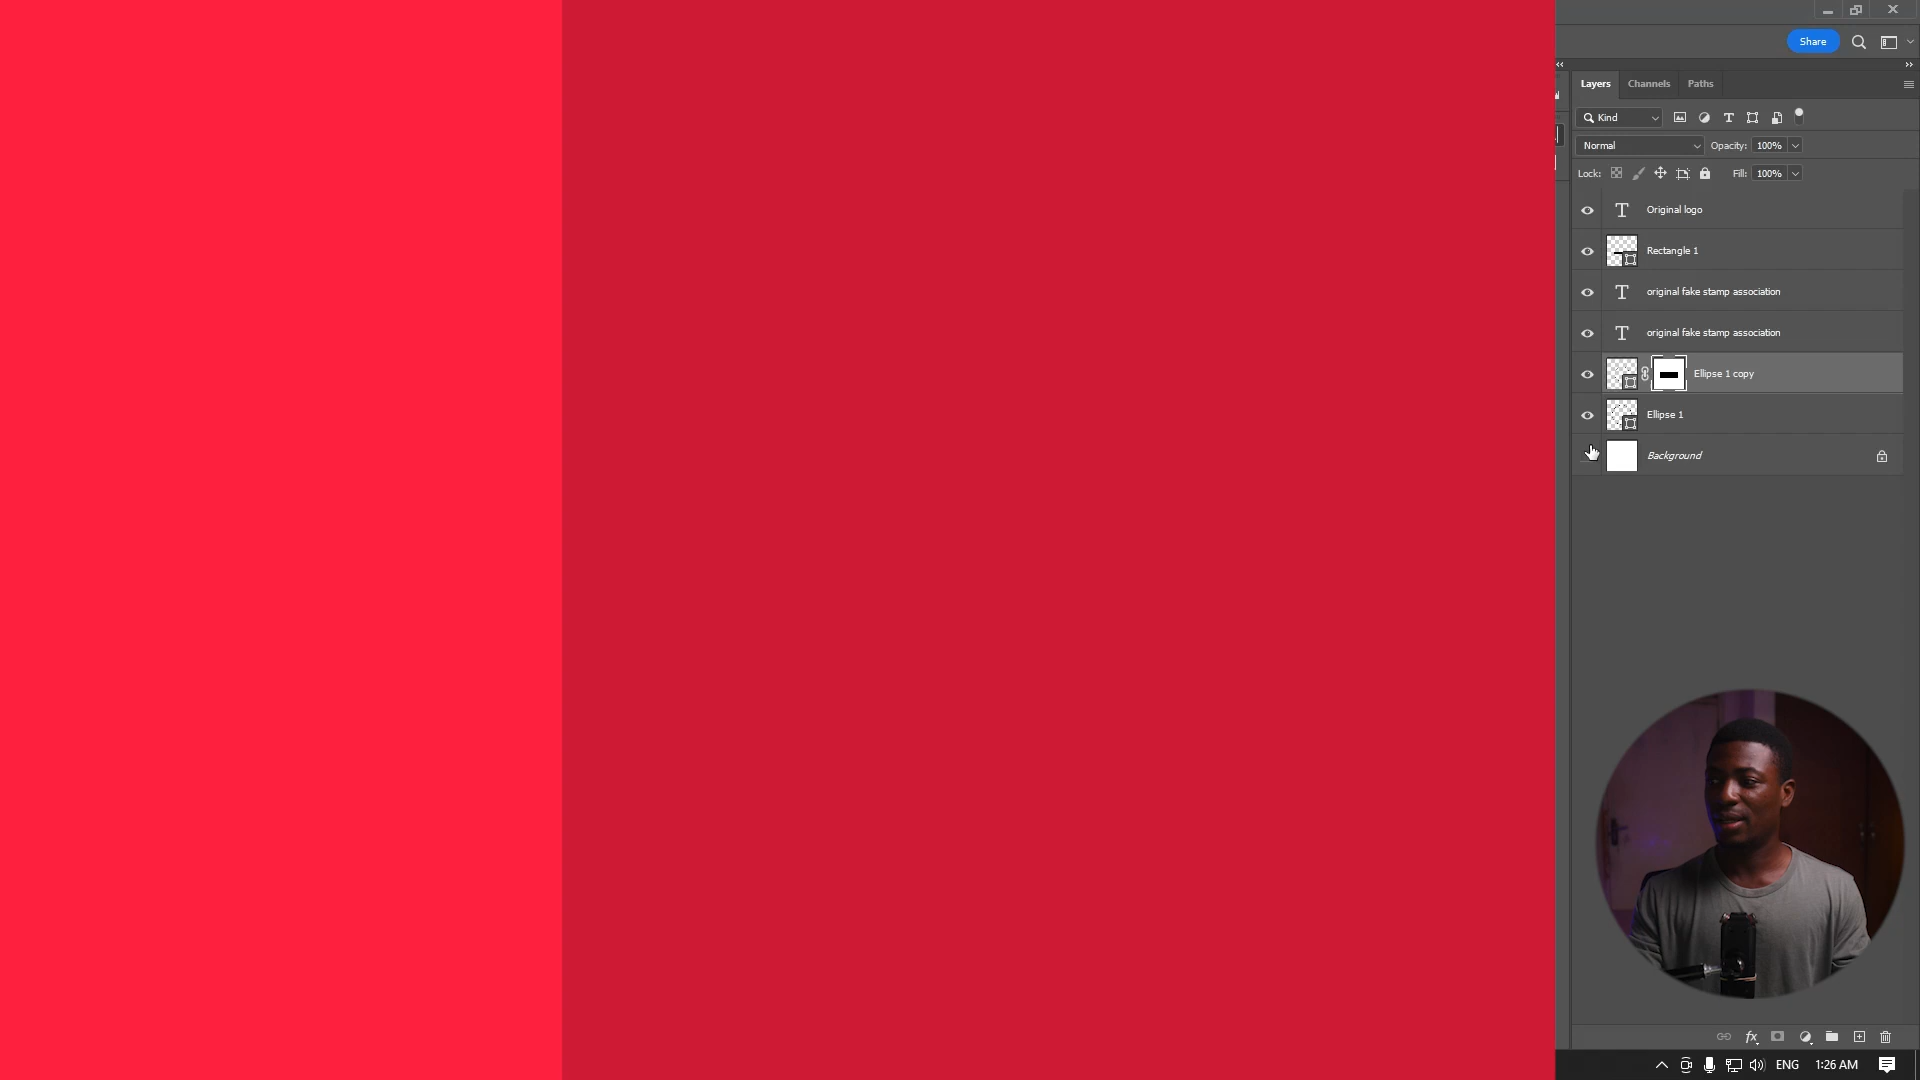 Share
Layers
Channels
Paths
Kind
Normal
Opacity: 100%
Lock:
Fill: 100%
Original logo
Rectangle 1
original fake stamp association
original fake stamp association
Ellipse 1 copy
Ellipse 1
Background
fx
ENG
1:26 AM